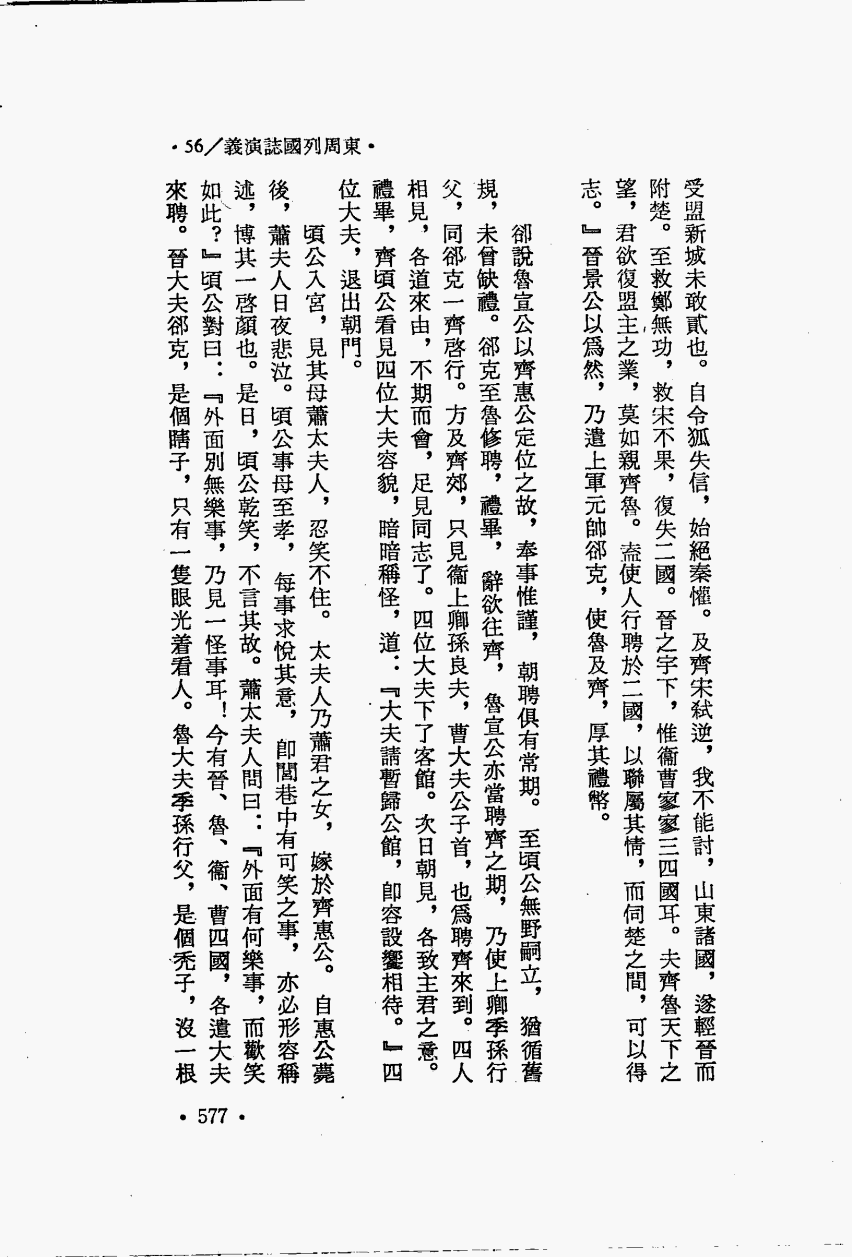 ·東周列國誌演義/56·
受盟新城未敢貳也。自令狐失信，始絕秦懽。及齊宋弑逆，我不能討，山東諸國，遂輕晉而
附楚。至救鄭無功，救宋不果，復失二國。晉之宇下，惟衞曹寥寥三四國耳。夫齊魯天下之
望，君欲復盟主之業，莫如親齊魯。盍使人行聘於二國，以聯屬其情，而伺楚之間，可以得
志。』晉景公以爲然，乃遣上軍元帥郤克，使魯及齊，厚其禮幣。
卻說魯宣公以齊惠公定位之故，奉事惟謹，朝聘俱有常期。至頃公無野嗣立，猶循舊
規，未曾缺禮。郤克至魯修聘，禮畢，辭欲往齊，魯宣公亦當聘齊之期，乃使上卿季孫行
父，同郤克一齊啓行。方及齊郊，只見衞上卿孫良夫，曹大夫公子首，也爲聘齊來到。四人
相見，各道來由，不期而會，足見同志了。四位大夫下了客館。次日朝見，各致主君之意。
禮畢，齊頃公看見四位大夫容貌，暗暗稱怪，道：『大夫請暫歸公館，卽容設饗相待。』四
位大夫，退出朝門。
頃公入宮，見其母蕭太夫人，忍笑不住。太夫人乃蕭君之女，嫁於齊惠公。自惠公薨
後，蕭夫人日夜悲泣。頃公事母至孝，每事求悅其意，卽閭巷中有可笑之事，亦必形容稱
述，博其一啓顏也。是日，頃公乾笑，不言其故。蕭太夫人問曰：『外面有何樂事，而歡笑
如此？』頃公對曰：『外面別無樂事，乃見一怪事耳！今有晉、魯、衞、曹四國，各遣大夫
來聘。晉大夫郤克，是個瞎子，只有一隻眼光着看人。魯大夫季孫行父，是個禿子，沒一根
·577·